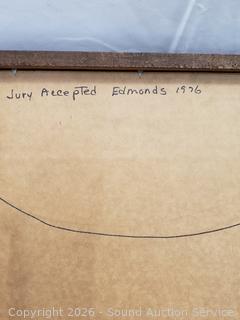 Jury Accepted Edmonds 1976
Copyright 2026 - Sound Auction Service